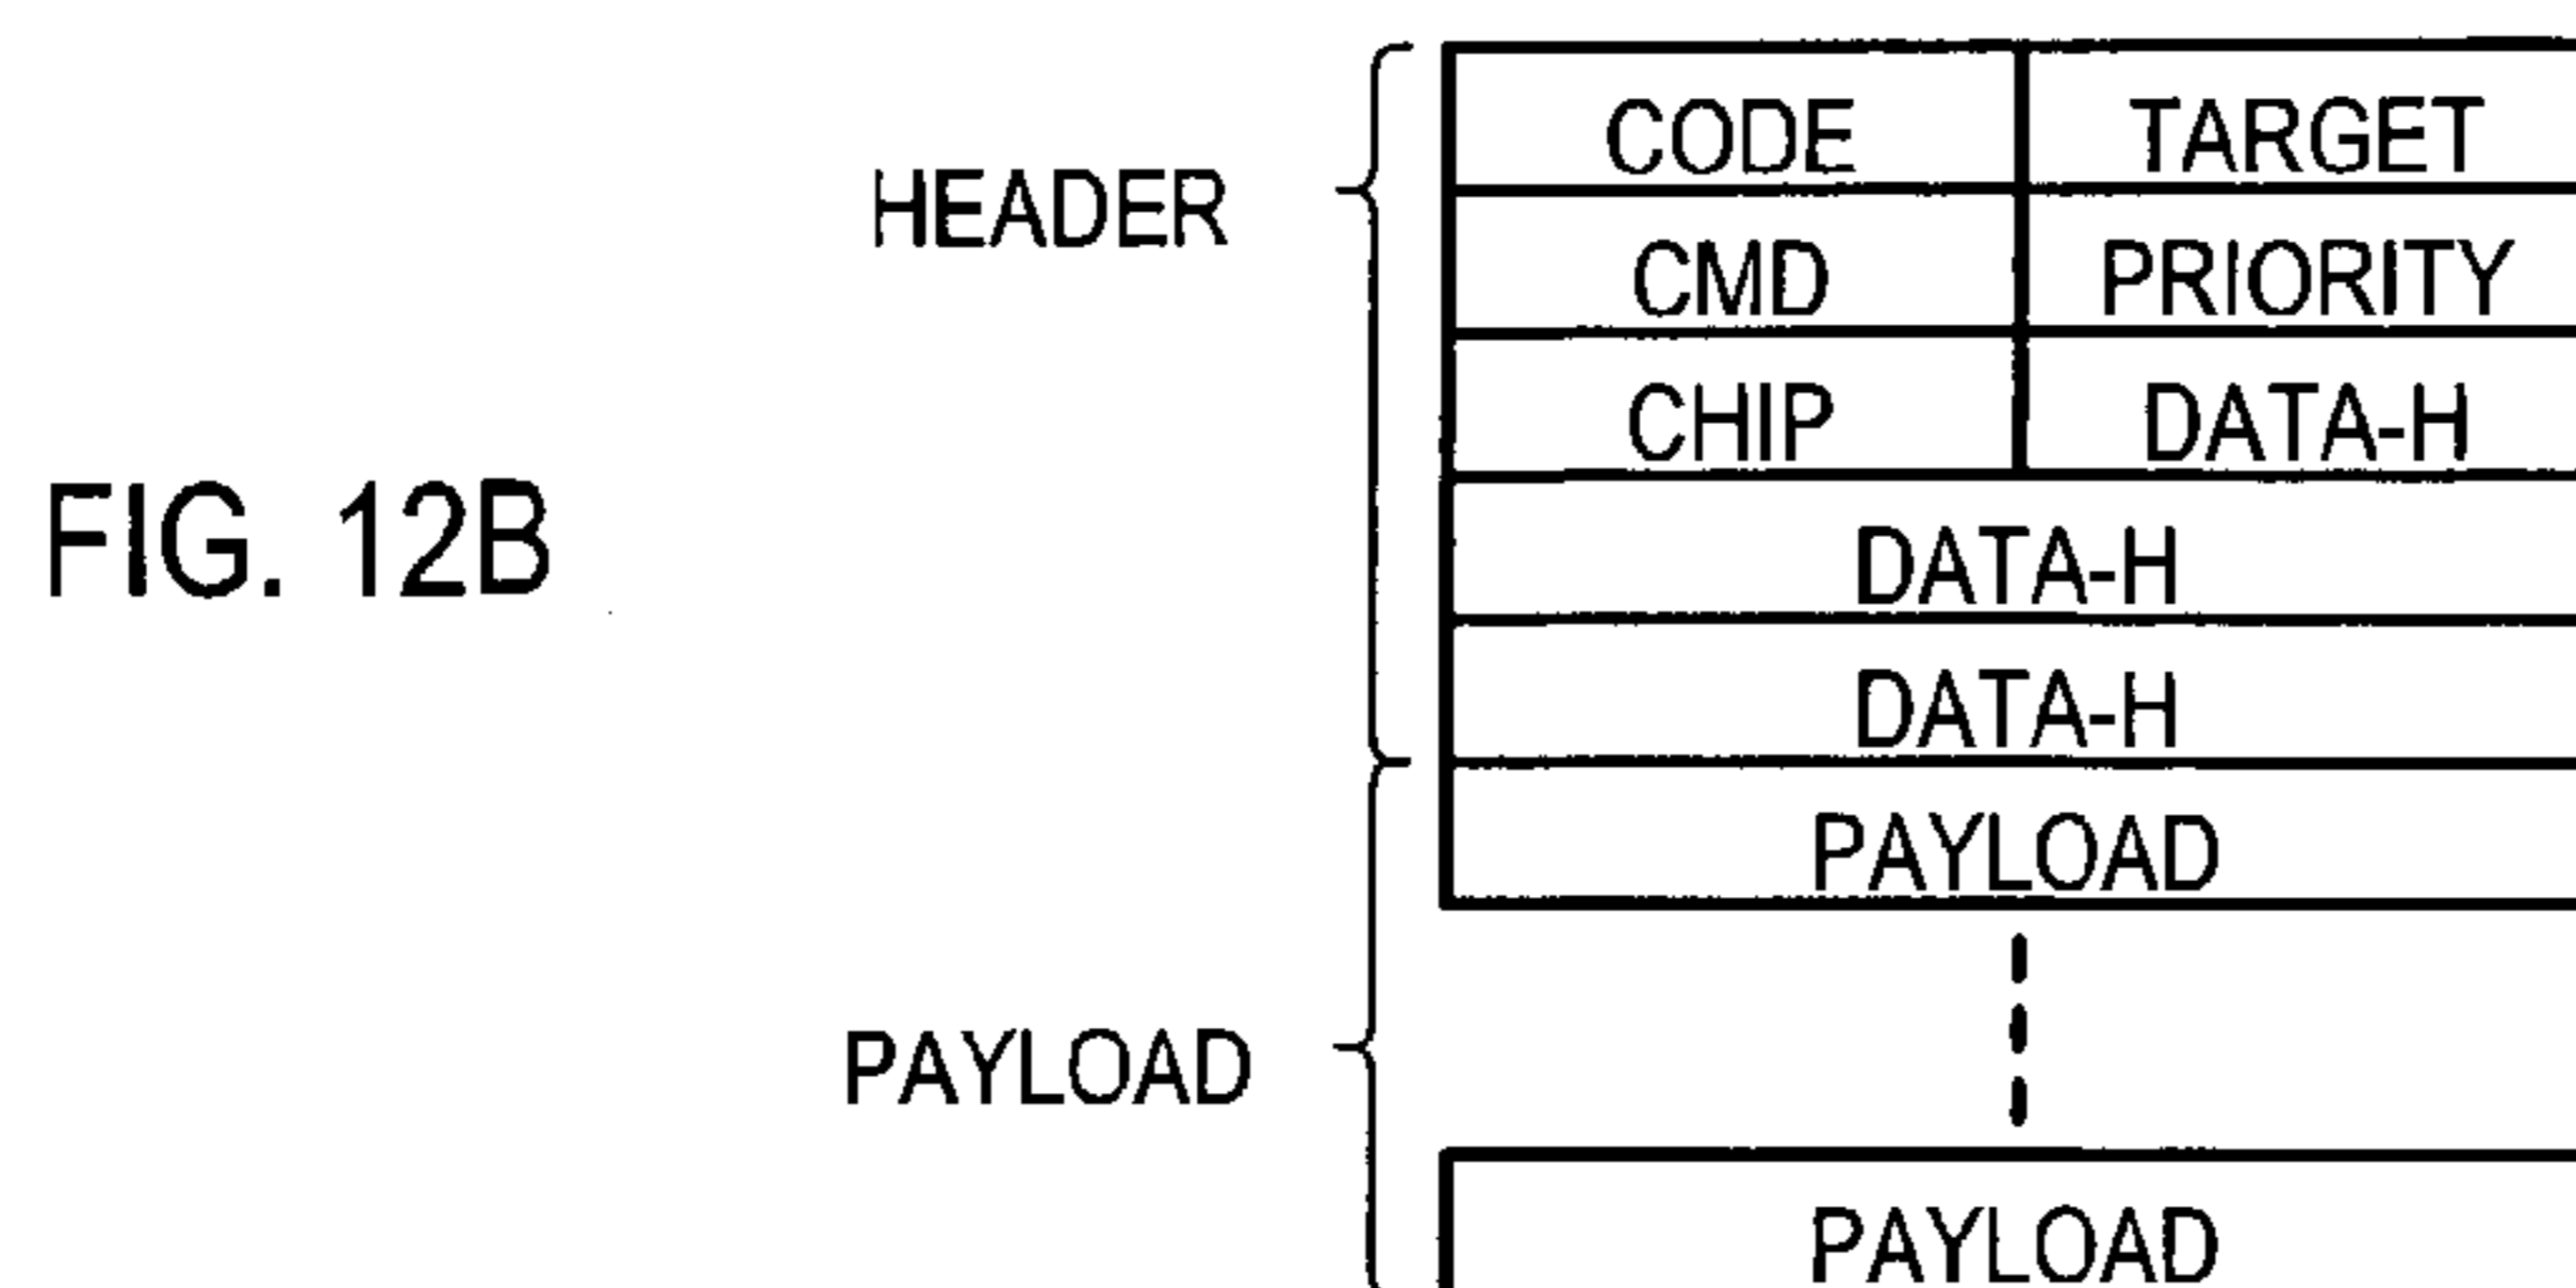 CODE TARGET
HEADER
CMD PRIORITY
CHIP DATA-H
FIG. 12B
DATA-H
DATA-H
PAYLOAD
PAYLOAD
PAYLOAD